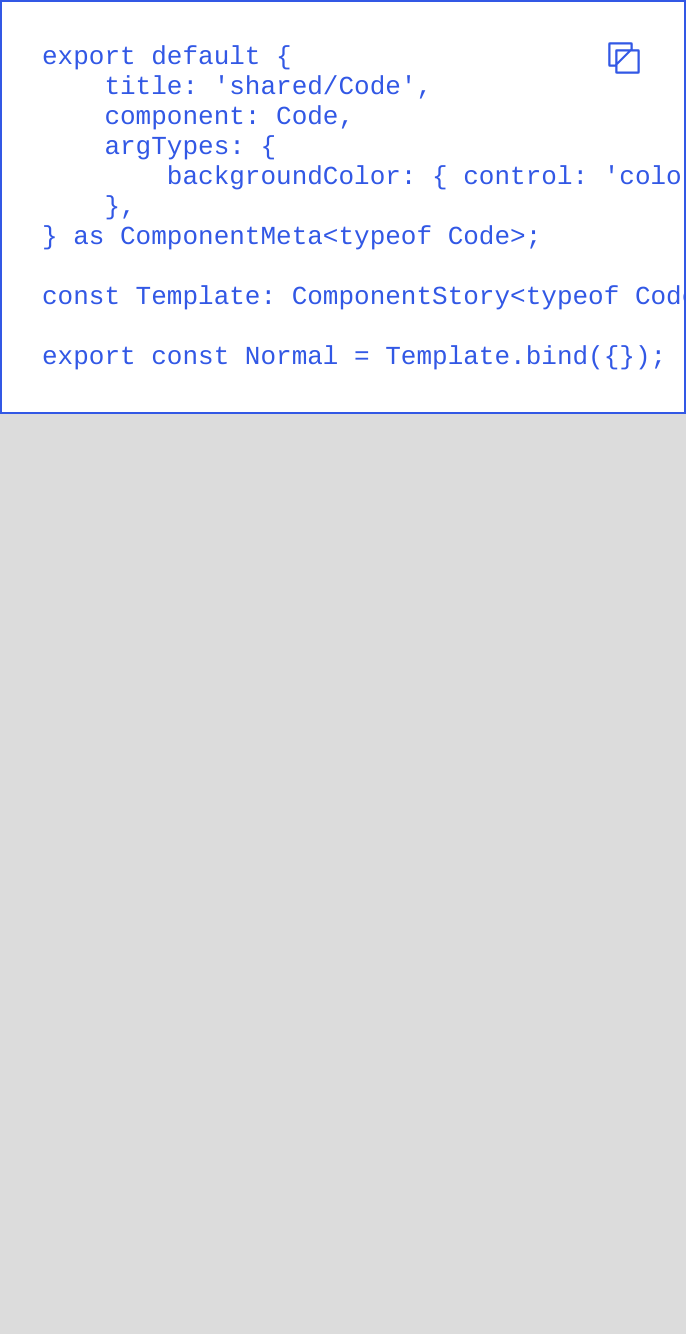 export default {
    title: 'shared/Code',
    component: Code,
    argTypes: {
        backgroundColor: { control: 'colo
    },
} as ComponentMeta<typeof Code>;

const Template: ComponentStory<typeof Cod

export const Normal = Template.bind({});